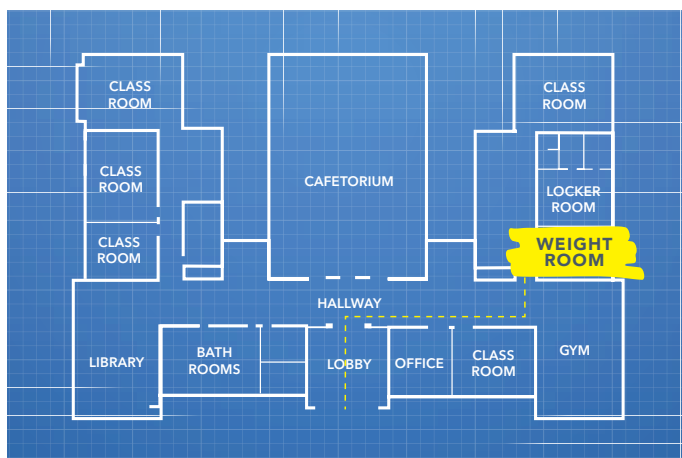 CLASS
ROOM
CLASS
ROOM
CLASS
ROOM
CAFETORIUM
CLASS
ROOM
LOCKER
ROOM
WEIGHT
ROOM
HALLWAY
LIBRARY
BATH
ROOMS
LOBBY
OFFICE
CLASS
ROOM
GYM